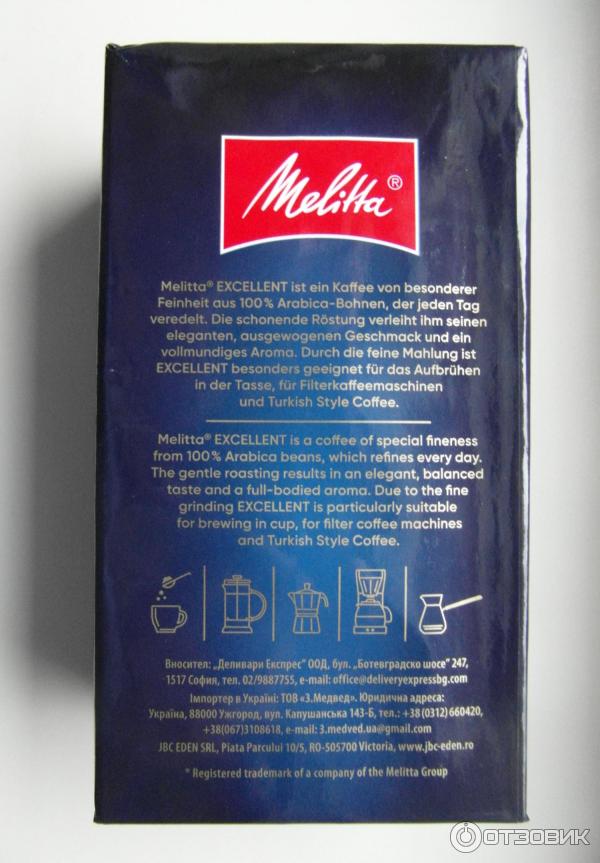 Melitta®
Melitta® EXCELLENT ist ein Kaffee von besonderer
Feinheit aus 100% Arabica-Bohnen, der jeden Tag
veredelt. Die schonende Röstung verleiht ihm seinen
eleganten, ausgewogenen Geschmack und ein
vollmundiges Aroma. Durch die feine Mahlung ist
EXCELLENT besonders geeignet für das Aufbrühen
in der Tasse, für Filterkaffeemaschinen
und Turkish Style Coffee.
Melitta® EXCELLENT is a coffee of special fineness
from 100% Arabica beans, which refines every day.
The gentle roasting results in an elegant, balanced
taste and a full-bodied aroma. Due to the fine
grinding EXCELLENT is particularly suitable
for brewing in cup, for filter coffee machines
and Turkish Style Coffee.
Вносител: „Деливари Експрес" ООД, бул. „Ботевградско шосе" 247,
1517 София, тел. 02/9887755, e-mail: office@deliveryexpressbg.com
Імпортер в Україні: ТОВ «З.Медвед». Юридична адреса:
Україна, 88000 Ужгород, вул. Капушанська 143-Б, тел.: +38 (0312) 660420,
+38(067)3108618, e-mail: 3.medved.ua@gmail.com
JBC EDEN SRL, Piata Parcului 10/5, RO-505700 Victoria, www.jbc-eden.ro
* Registered trademark of a company of the Melitta Group
ОТЗОВИК